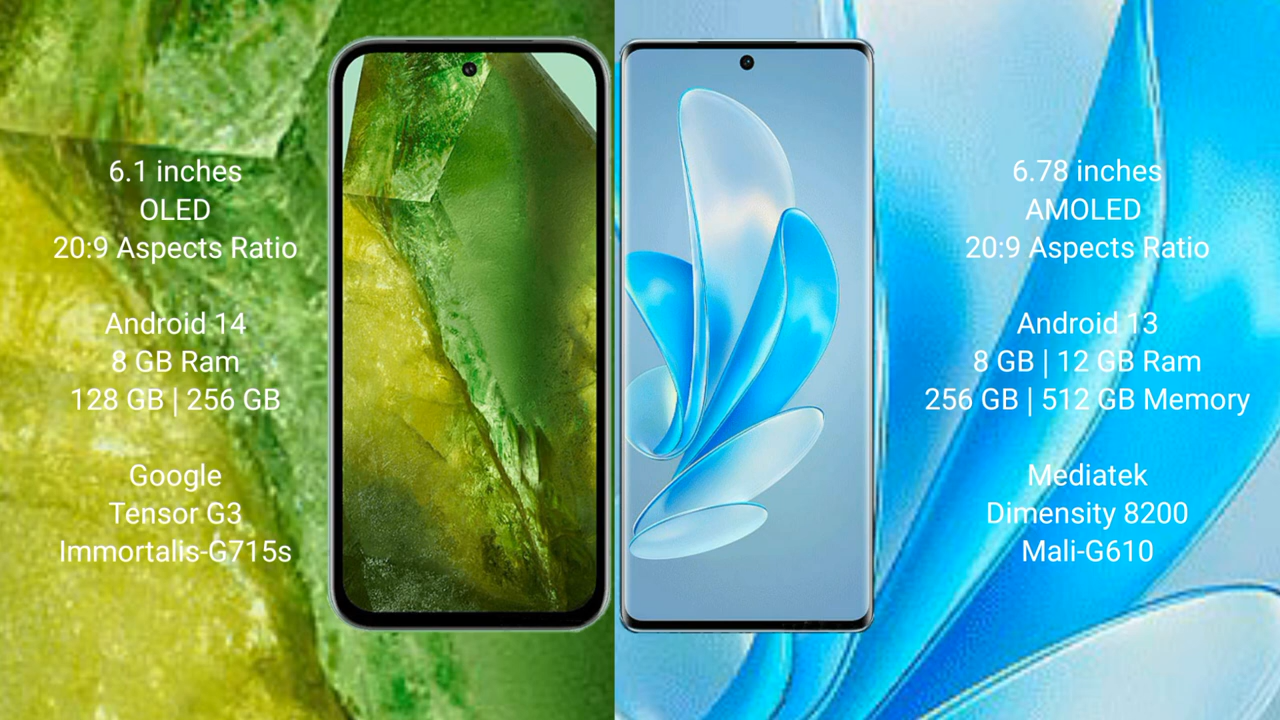 6.1 inches
OLED
20:9 Aspects Ratio
Android 14
8 GB Ram
128 GB | 256 GB
Google
Tensor G3
Immortalis-G715s
6.78 inches
AMOLED
20:9 Aspects Ratio
Android 13
8 GB | 12 GB Ram
256 GB | 512 GB Memory
Mediatek
Dimensity 8200
Mali-G610